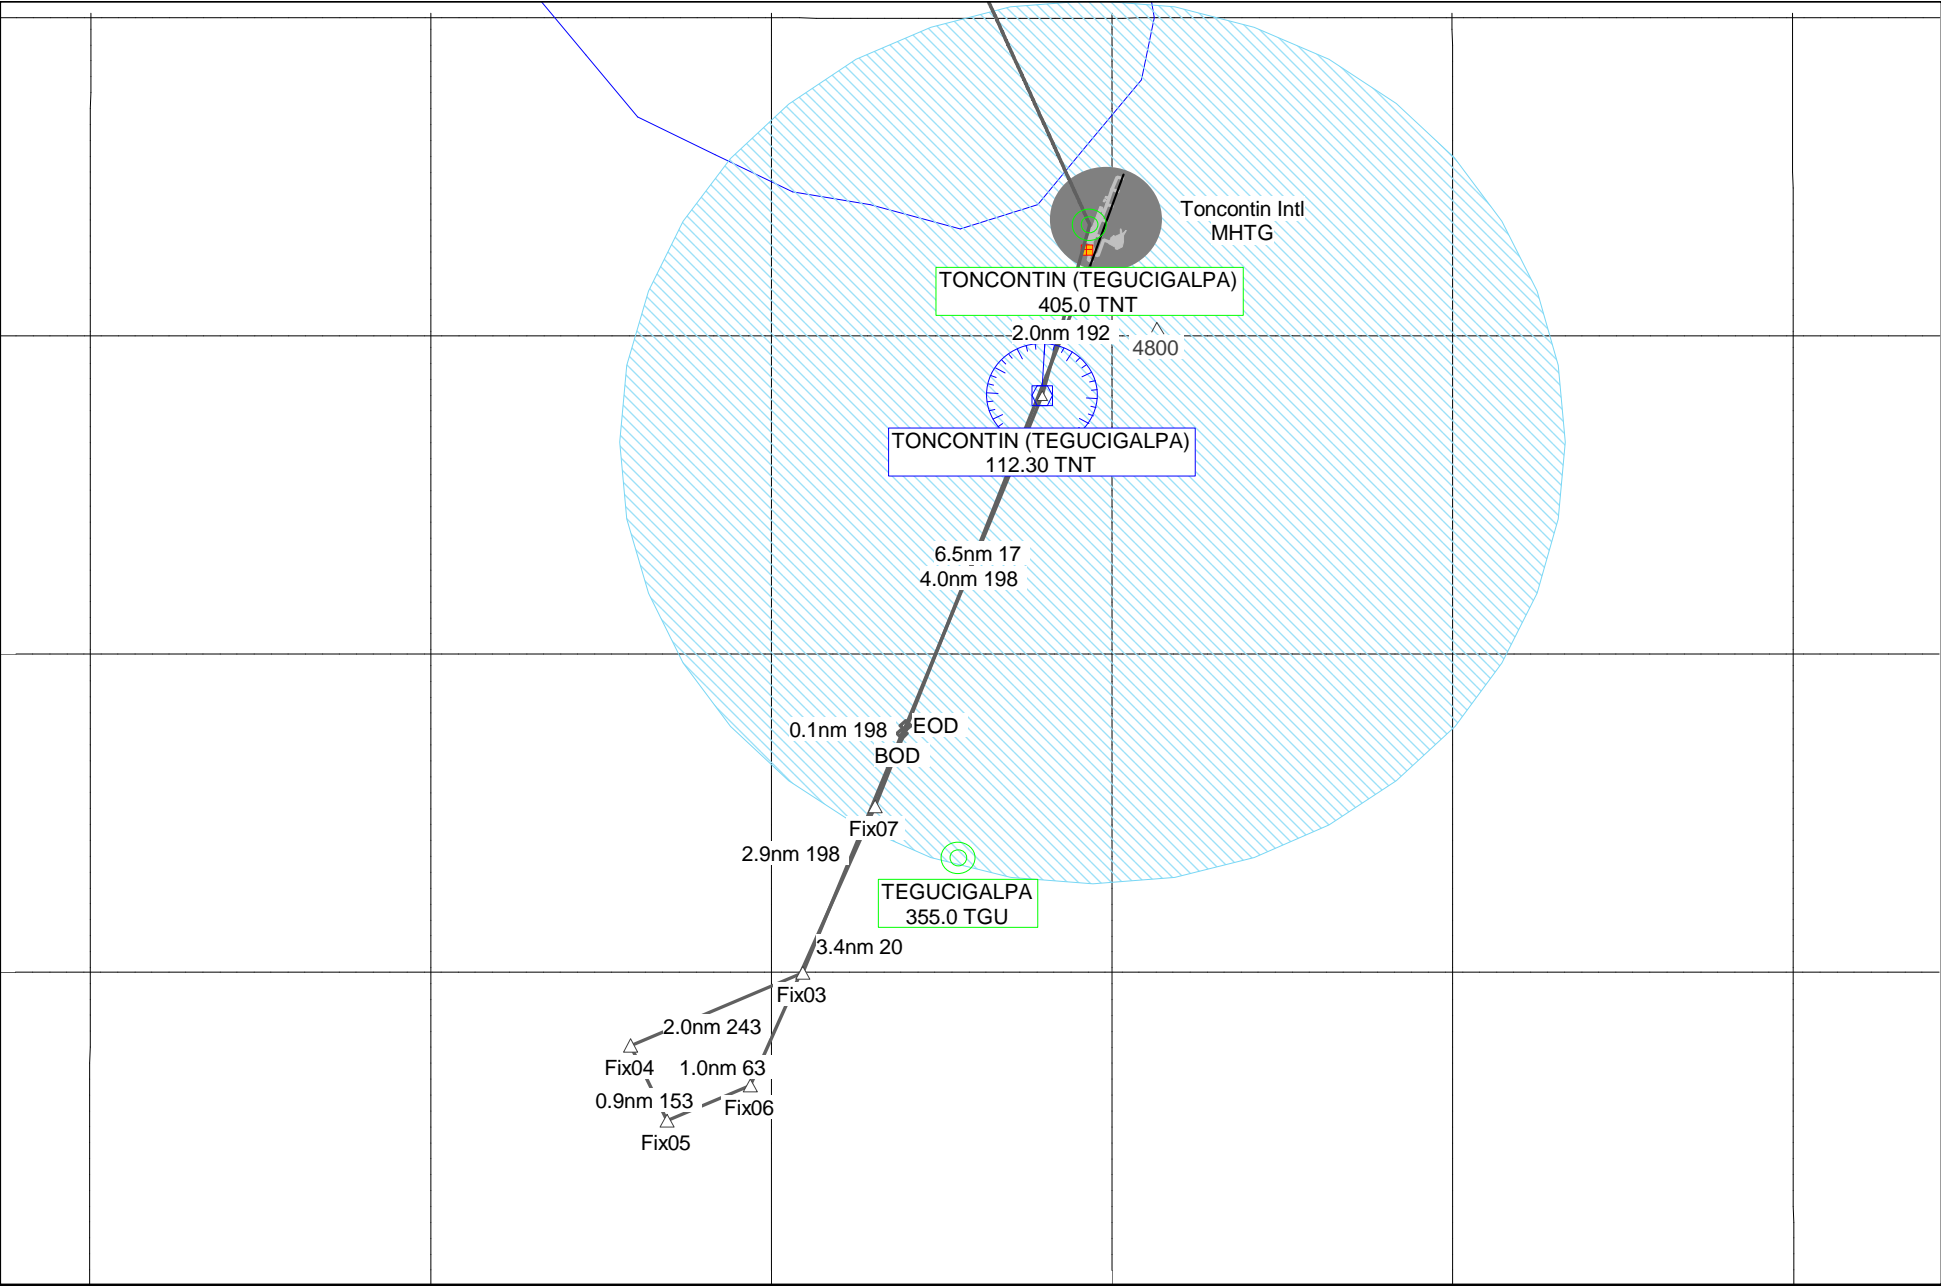 Toncontin Intl
MHTG
TONCONTIN (TEGUCIGALPA)
405.0 TNT
2.0nm 192
4800
TONCONTIN (TEGUCIGALPA)
112.30 TNT
6.5nm 17
4.0nm 198
0.1nm 198
EOD
BOD
Fix07
2.9nm 198
TEGUCIGALPA
355.0 TGU
3.4nm 20
Fix03
2.0nm 243
Fix04
1.0nm 63
0.9nm 153
Fix06
Fix05